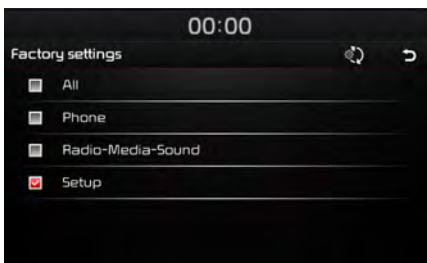 00:00
Factory settings
All
Phone
Radio-Media-Sound
Setup